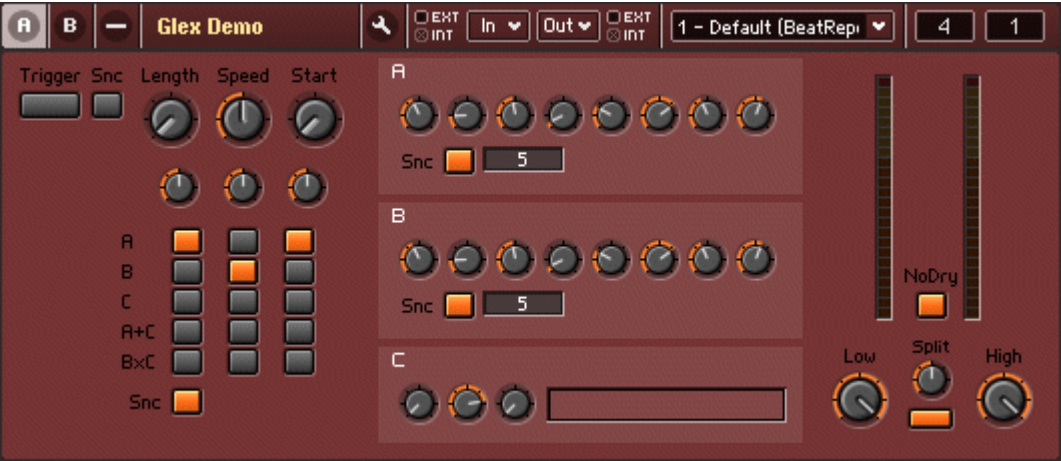 A B Glex Demo EXT INT In Out EXT INT 1 - Default (BeatRep 4 1
Trigger Snc Length Speed Start
A
B
C
A+C
BxC
Snc
A
Snc 5
B
Snc 5
C
NoDry
Low Split High